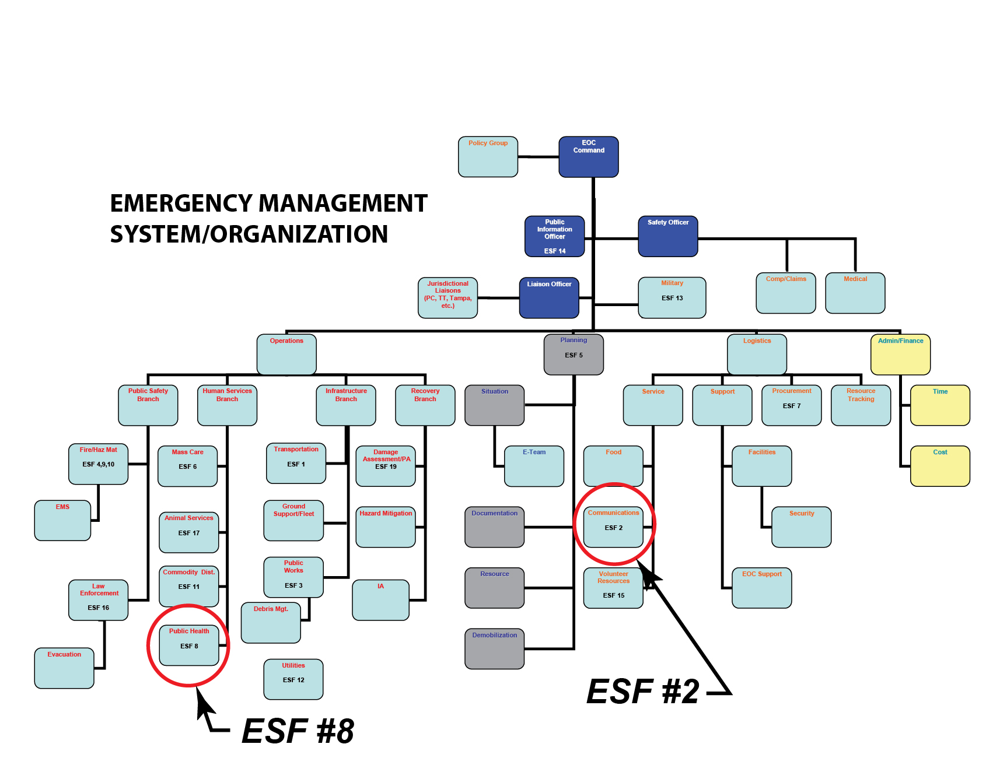 Policy Group
EOC
Command
EMERGENCY MANAGEMENT
SYSTEM/ORGANIZATION
Public
Information
Officer
ESF 14
Safety Officer
Jurisdictional
Liaisons
(PC, TT, Tampa,
etc.)
Liaison Officer
Military
ESF 13
Comp/Claims
Medical
Operations
Planning
ESF 5
Logistics
Admin/Finance
Public Safety
Branch
Human Services
Branch
Infrastructure
Branch
Recovery
Branch
Situation
Service
Support
Procurement
ESF 7
Resource
Tracking
Time
Fire/Haz Mat
ESF 4,9,10
Mass Care
ESF 6
Transportation
ESF 1
Damage
Assessment/PA
ESF 19
E-Team
Food
Facilities
Cost
EMS
Animal Services
ESF 17
Ground
Support/Fleet
Hazard Mitigation
Documentation
Communications
ESF 2
Security
Law
Enforcement
ESF 16
Commodity Dist.
ESF 11
Public
Works
ESF 3
IA
Resource
Volunteer
Resources
ESF 15
EOC Support
Debris Mgt.
Public Health
ESF 8
Demobilization
Evacuation
Utilities
ESF 12
ESF #2
ESF #8